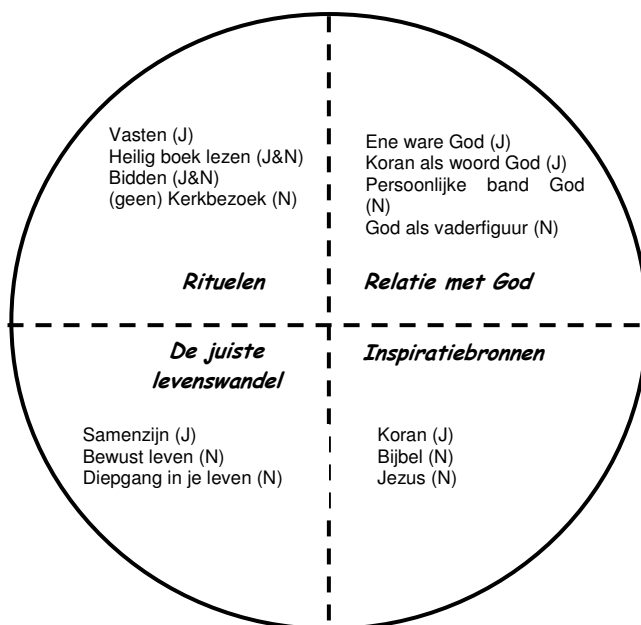 Vasten (J)
Heilig boek lezen (J&N)
Bidden (J&N)
(geen) Kerkbezoek (N)
Rituelen
Ene ware God (J)
Koran als woord God (J)
Persoonlijke band God
(N)
God als vaderfiguur (N)
Relatie met God
De juiste
levenswandel
Samenzijn (J)
Bewust leven (N)
Diepgang in je leven (N)
Inspiratiebronnen
Koran (J)
Bijbel (N)
Jezus (N)